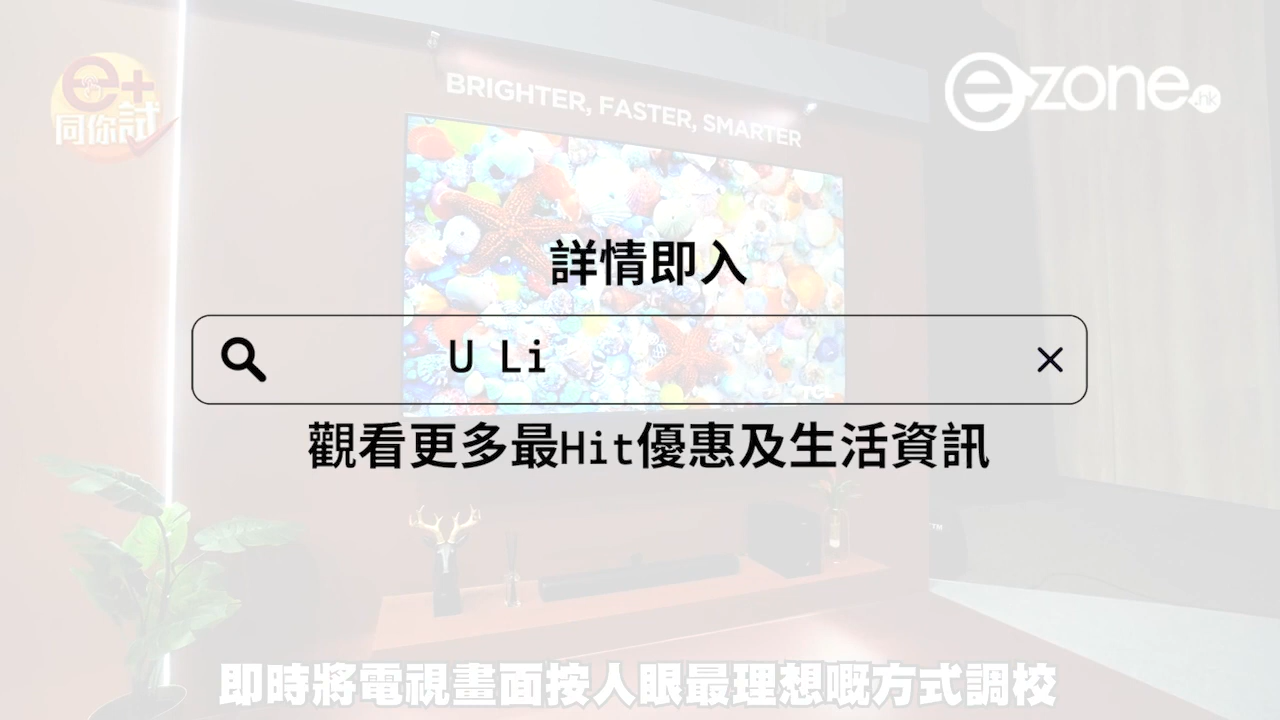 e+
同你試
ezone.hk
BRIGHTER, FASTER, SMARTER
詳情即入
U Li
觀看更多最Hit優惠及生活資訊
即時將電視畫面按人眼最理想嘅方式調校